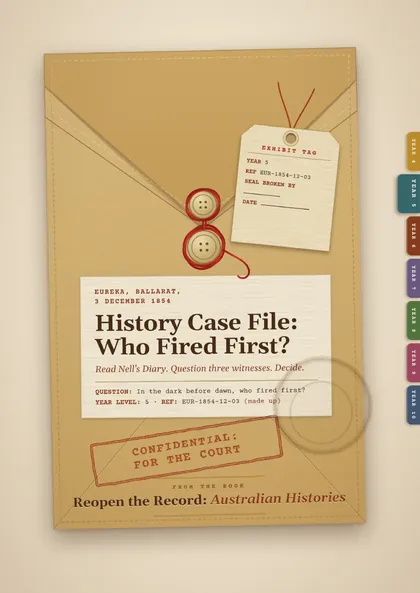 EXHIBIT TAG
YEAR 5
REF EUR-1854-12-03
SEAL BROKEN BY
DATE
EUREKA, BALLARAT,
3 DECEMBER 1854
History Case File:
Who Fired First?
Read Nell's Diary. Question three witnesses. Decide.
QUESTION: In the dark before dawn, who fired first?
YEAR LEVEL: 5 - REF: EUR-1854-12-03 (made up)
CONFIDENTIAL:
FOR THE COURT
FROM THE BOOK
Reopen the Record: Australian Histories
YEAR 4
YEAR 5
YEAR 6
YEAR 7
YEAR 8
YEAR 9
YEAR 10